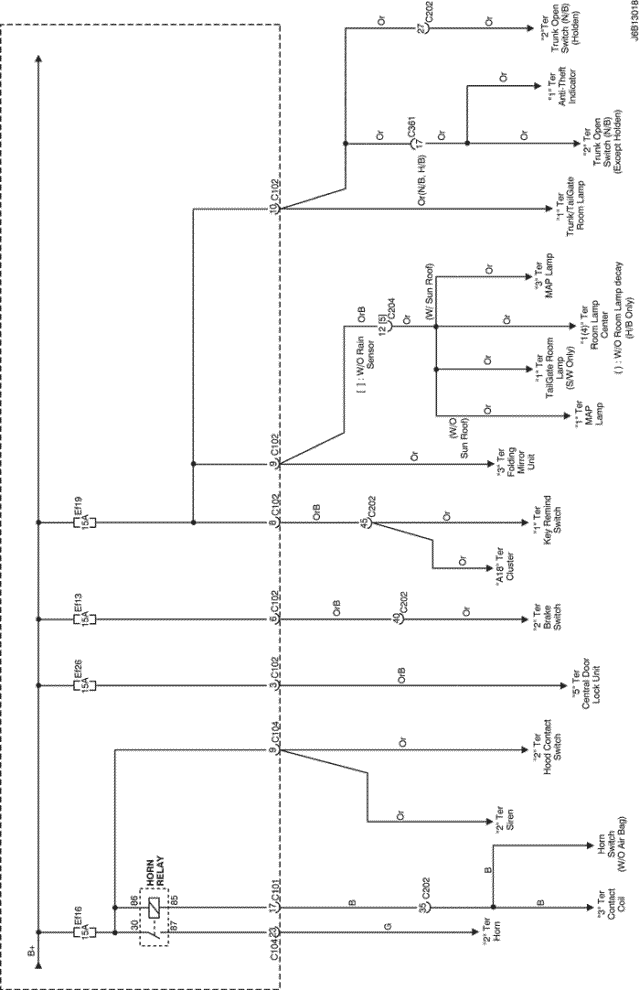 B+
Ef16
15A
Ef26
15A
Ef13
15A
Ef19
15A
HORN
RELAY
30
86
87
85
C104 23
17 C101
9 C104
3 C102
6 C102
8 C102
9 C102
10 C102
G
B
35 C202
B
B
"2" Ter
Horn
"3" Ter
Contact
Coil
Horn
Switch
(W/O Air Bag)
Or
"2" Ter
Siren
Or
"2" Ter
Hood Contact
Switch
OrB
"5" Ter
Central Door
Lock Unit
OrB
40 C202
Or
"2" Ter
Brake
Switch
OrB
45 C202
Or
"A18" Ter
Cluster
Or
"1" Ter
Key Remind
Switch
Or
"3" Ter
Folding
Mirror
Unit
[ ] : W/O Rain
Sensor
OrB
12 [5] C204
Or
(W/O
Sun Roof)
(W/ Sun Roof)
Or
"1" Ter
MAP
Lamp
Or
"1" Ter
TailGate Room
Lamp
(S/W Only)
Or
"1(4)" Ter
Room Lamp
Center
( ) : W/O Room Lamp decay
(H/B Only)
Or
"3" Ter
MAP Lamp
Or(N/B, H/B)
"1" Ter
Trunk/TailGate
Room Lamp
Or
17 C361
Or
Or
"2" Ter
Trunk Open
Switch (N/B)
(Except Holden)
Or
"1" Ter
Anti-Theft
Indicator
Or
27 C202
Or
"2" Ter
Trunk Open
Switch (N/B)
(Holden)
J6B13018